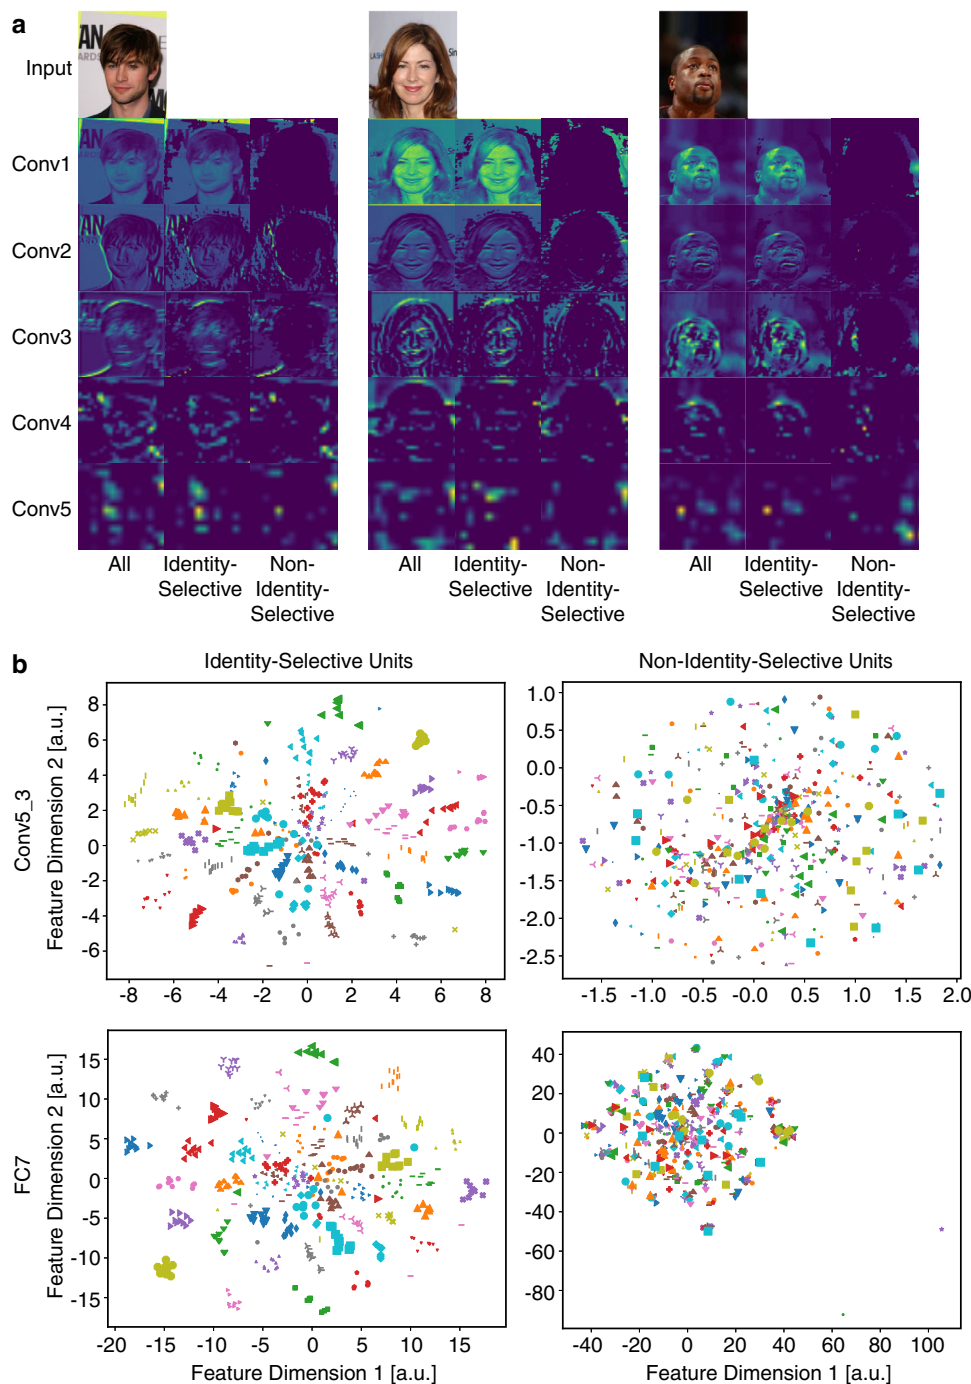 a
Input
AN
ARDS
LASH
Sin
Conv1
Conv2
Conv3
Conv4
Conv5
All
Identity-
Selective
Non-
Identity-
Selective
All
Identity-
Selective
Non-
Identity-
Selective
All
Identity-
Selective
Non-
Identity-
Selective
b
Identity-Selective Units
Non-Identity-Selective Units
Conv5_3
Feature Dimension 2 [a.u.]
8
6
4
2
0
-2
-4
-6
-8 -6 -4 -2 0 2 4 6 8
1.0
0.0
-0.5
-1.0
-1.5
-2.0
-2.5
-1.5 -1.0 -0.5 -0.0 0.5 1.0 1.5 2.0
FC7
Feature Dimension 2 [a.u.]
15
10
5
0
-5
-10
-15
-20 -15 -10 -5 0 5 10 15
Feature Dimension 1 [a.u.]
40
20
0
-20
-40
-60
-80
-40 -20 0 20 40 60 80 100
Feature Dimension 1 [a.u.]